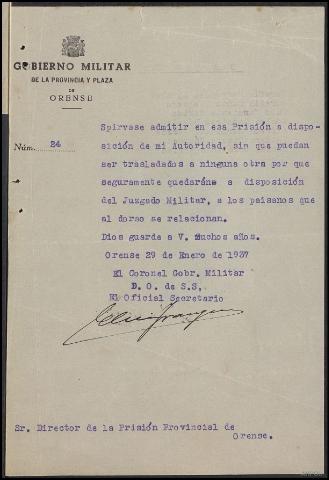 GOBIERNO MILITAR
DE LA PROVINCIA Y PLAZA
DE
ORENSE
Núm. 24
Spirvase admitir en esa Prisión a dispo-
sición de mi Autoridad, sin que puedan
ser trasladados a ninguna otra por que
seguramente quedaráns a disposición
del Juzgado Militar, a los paisanos que
al dorso se relacionan.
Dios guarde a V. muchos años.
Orense 29 de Enero de 1937
El Coronel Gobr. Militar
D. O. de S.S,
El Oficial Secretario
Sr. Director de la Prisión Provincial de
Orense.